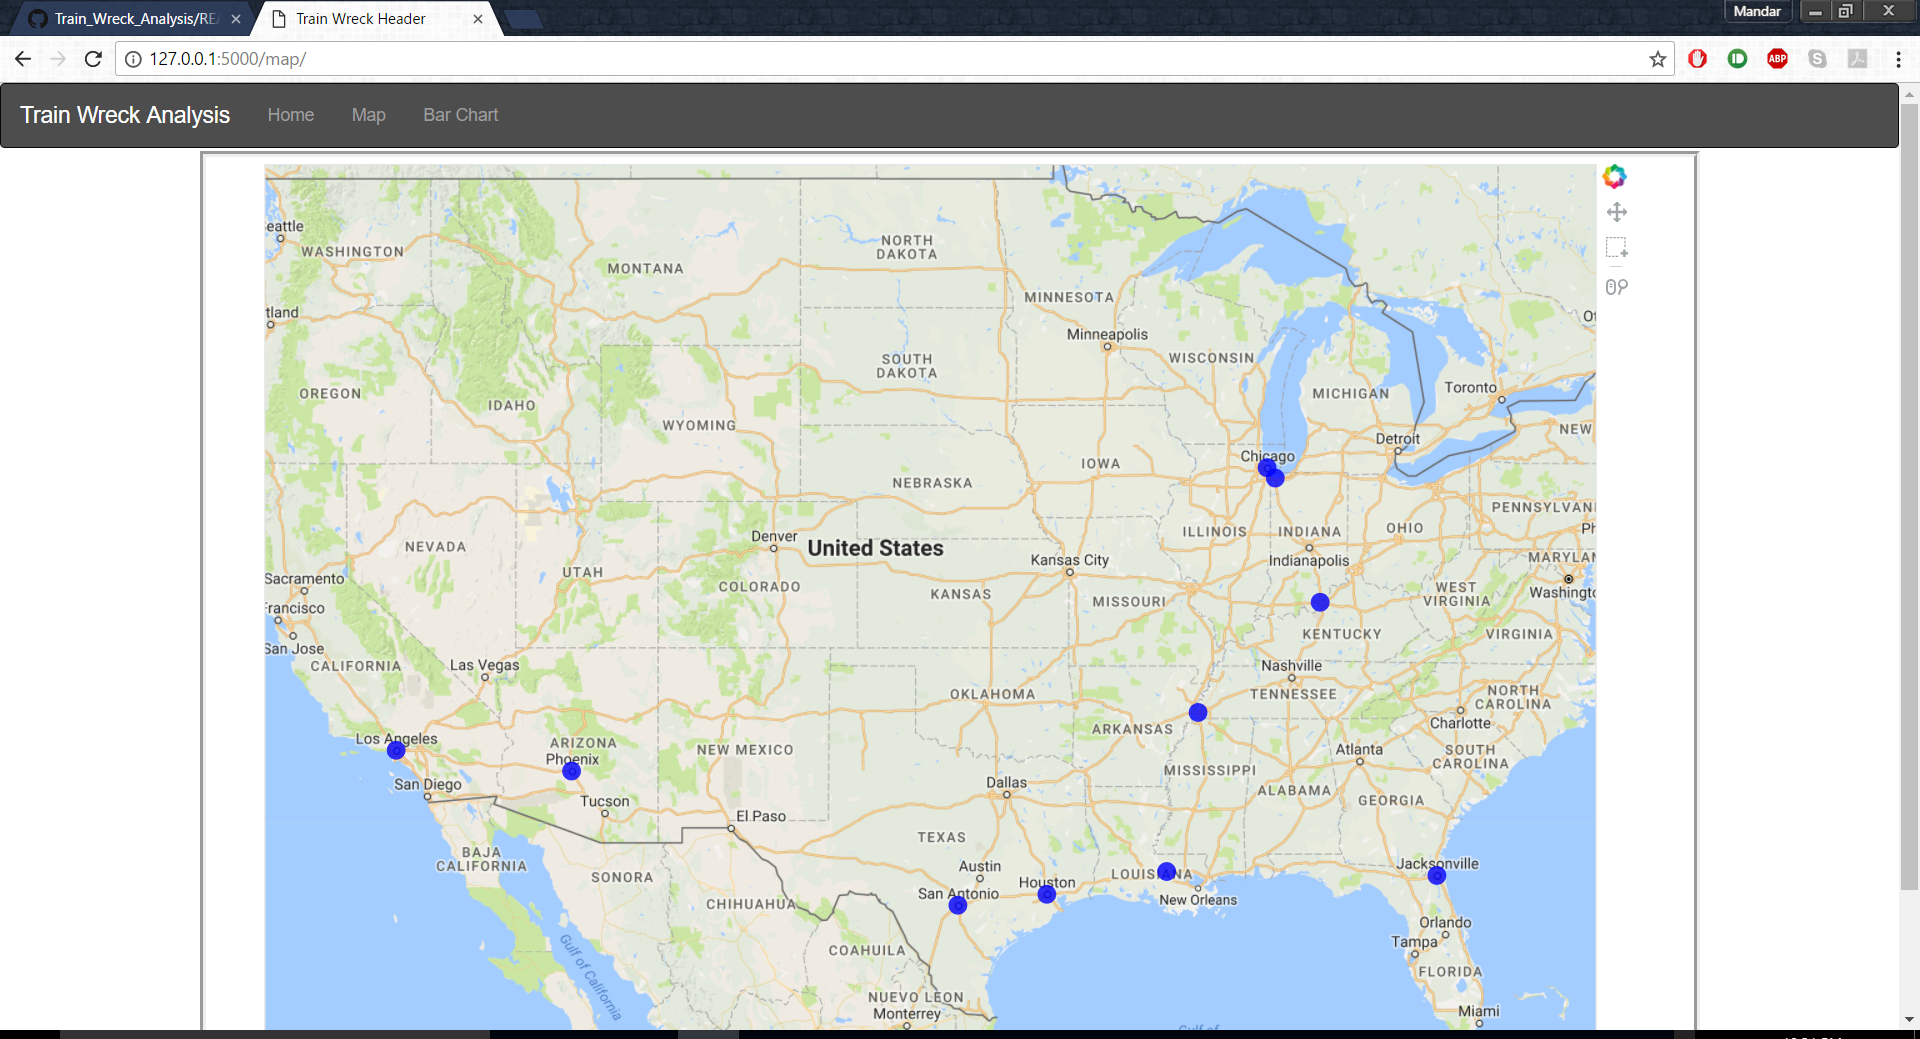 Train_Wreck_Analysis/RE
Train Wreck Header
Mandar
127.0.0.1:5000/map/
ABP
Train Wreck Analysis
Home
Map
Bar Chart
eattle
WASHINGTON
MONTANA
NORTH
DAKOTA
MINNESOTA
tland
Minneapolis
WISCONSIN
SOUTH
DAKOTA
OREGON
IDAHO
WYOMING
MICHIGAN
Toronto
Detroit
NEW
Chicago
IOWA
NEBRASKA
PENNSYLVANI
ILLINOIS
INDIANA
OHIO
Ph
Denver
United States
NEVADA
UTAH
COLORADO
Kansas City
Indianapolis
MARYLAN
Sacramento
KANSAS
MISSOURI
WEST
VIRGINIA
Washingto
Francisco
San Jose
KENTUCKY
VIRGINIA
CALIFORNIA
Las Vegas
Nashville
OKLAHOMA
TENNESSEE
NORTH
CAROLINA
Charlotte
Los Angeles
ARIZONA
Phoenix
NEW MEXICO
ARKANSAS
Atlanta
SOUTH
CAROLINA
MISSISSIPPI
San Diego
Tucson
Dallas
ALABAMA
GEORGIA
El Paso
TEXAS
BAJA
CALIFORNIA
SONORA
Austin
San Antonio
Houston
LOUISIANA
New Orleans
Jacksonville
CHIHUAHUA
Orlando
Tampa
COAHUILA
Gulf of California
FLORIDA
NUEVO LEON
Monterrey
Miami
Gulf of